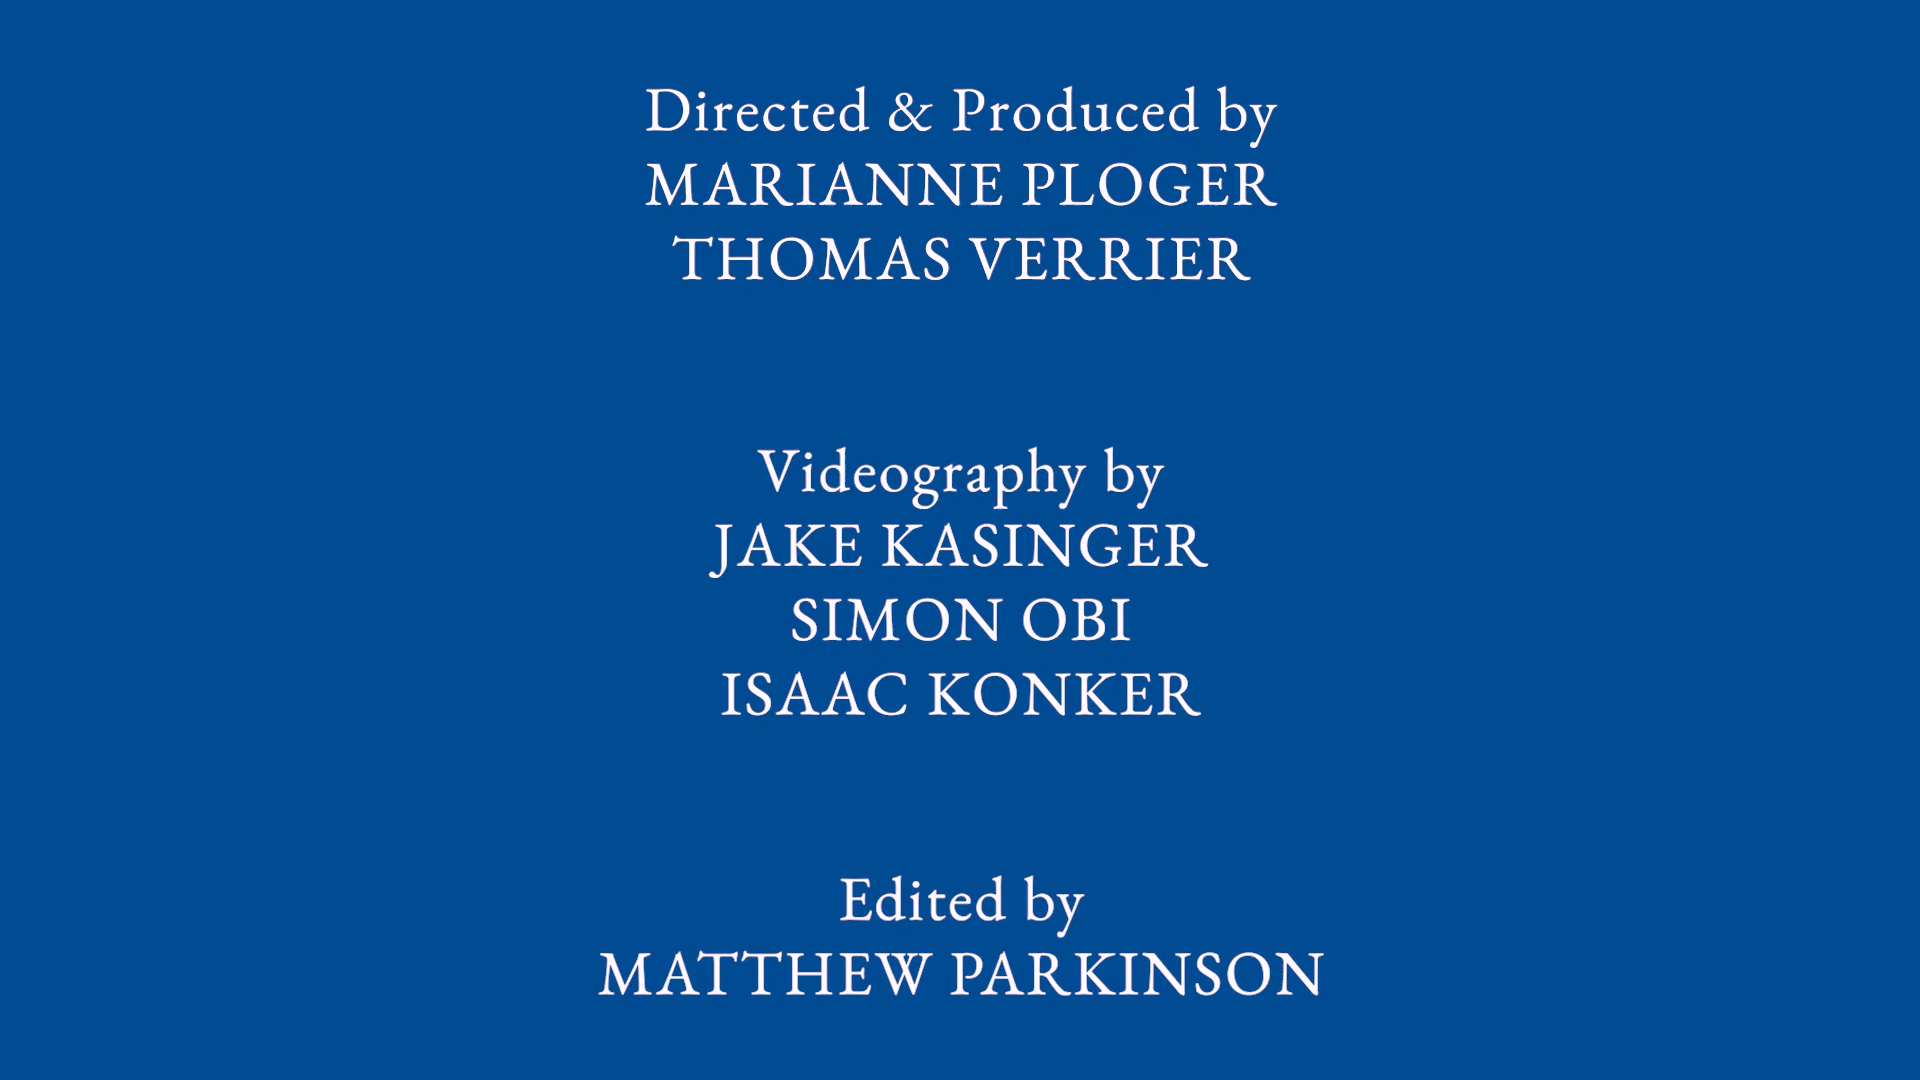 Directed & Produced by
MARIANNE PLOGER
THOMAS VERRIER
Videography by
JAKE KASINGER
SIMON OBI
ISAAC KONKER
Edited by
MATTHEW PARKINSON